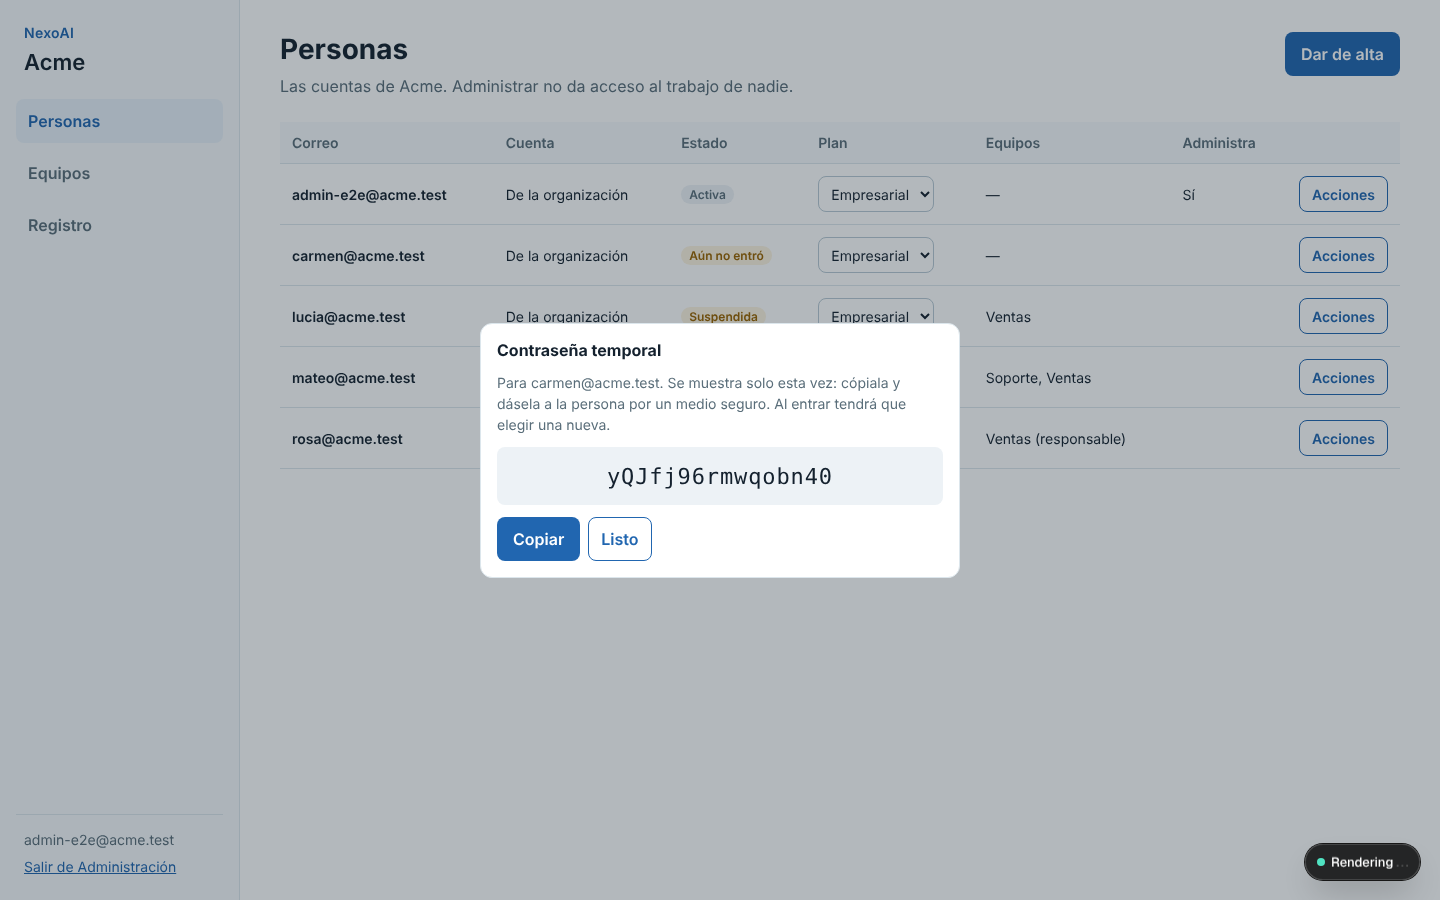 NexoAI
Acme
Personas
Equipos
Registro
admin-e2e@acme.test
Salir de Administración
Personas
Las cuentas de Acme. Administrar no da acceso al trabajo de nadie.
Dar de alta
Correo Cuenta Estado Plan Equipos Administra
admin-e2e@acme.test De la organización Activa Empresarial — Sí Acciones
carmen@acme.test De la organización Aún no entró Empresarial — Acciones
lucia@acme.test De la organización Suspendida Empresarial Ventas Acciones
mateo@acme.test Soporte, Ventas Acciones
rosa@acme.test Ventas (responsable) Acciones
Contraseña temporal
Para carmen@acme.test. Se muestra solo esta vez: cópiala y
dásela a la persona por un medio seguro. Al entrar tendrá que
elegir una nueva.
yQJfj96rmwqobn40
Copiar Listo
Rendering...